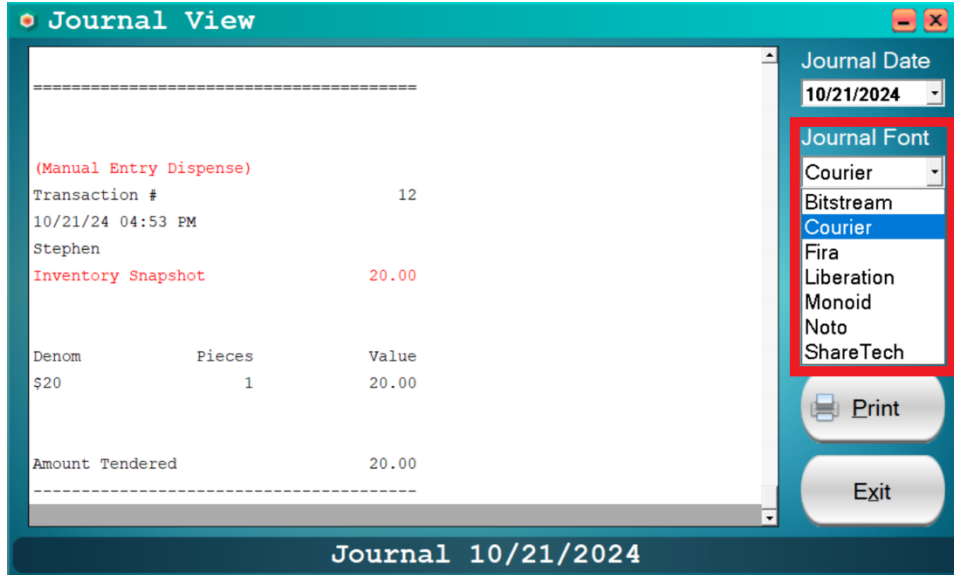 Journal View
========================================
(Manual Entry Dispense)
Transaction # 12
10/21/24 04:53 PM
Stephen
Inventory Snapshot 20.00
Denom Pieces Value
$20 1 20.00
Amount Tendered 20.00
----------------------------------------
Journal Date
10/21/2024
Journal Font
Courier
Bitstream
Courier
Fira
Liberation
Monoid
Noto
ShareTech
Print
Exit
Journal 10/21/2024